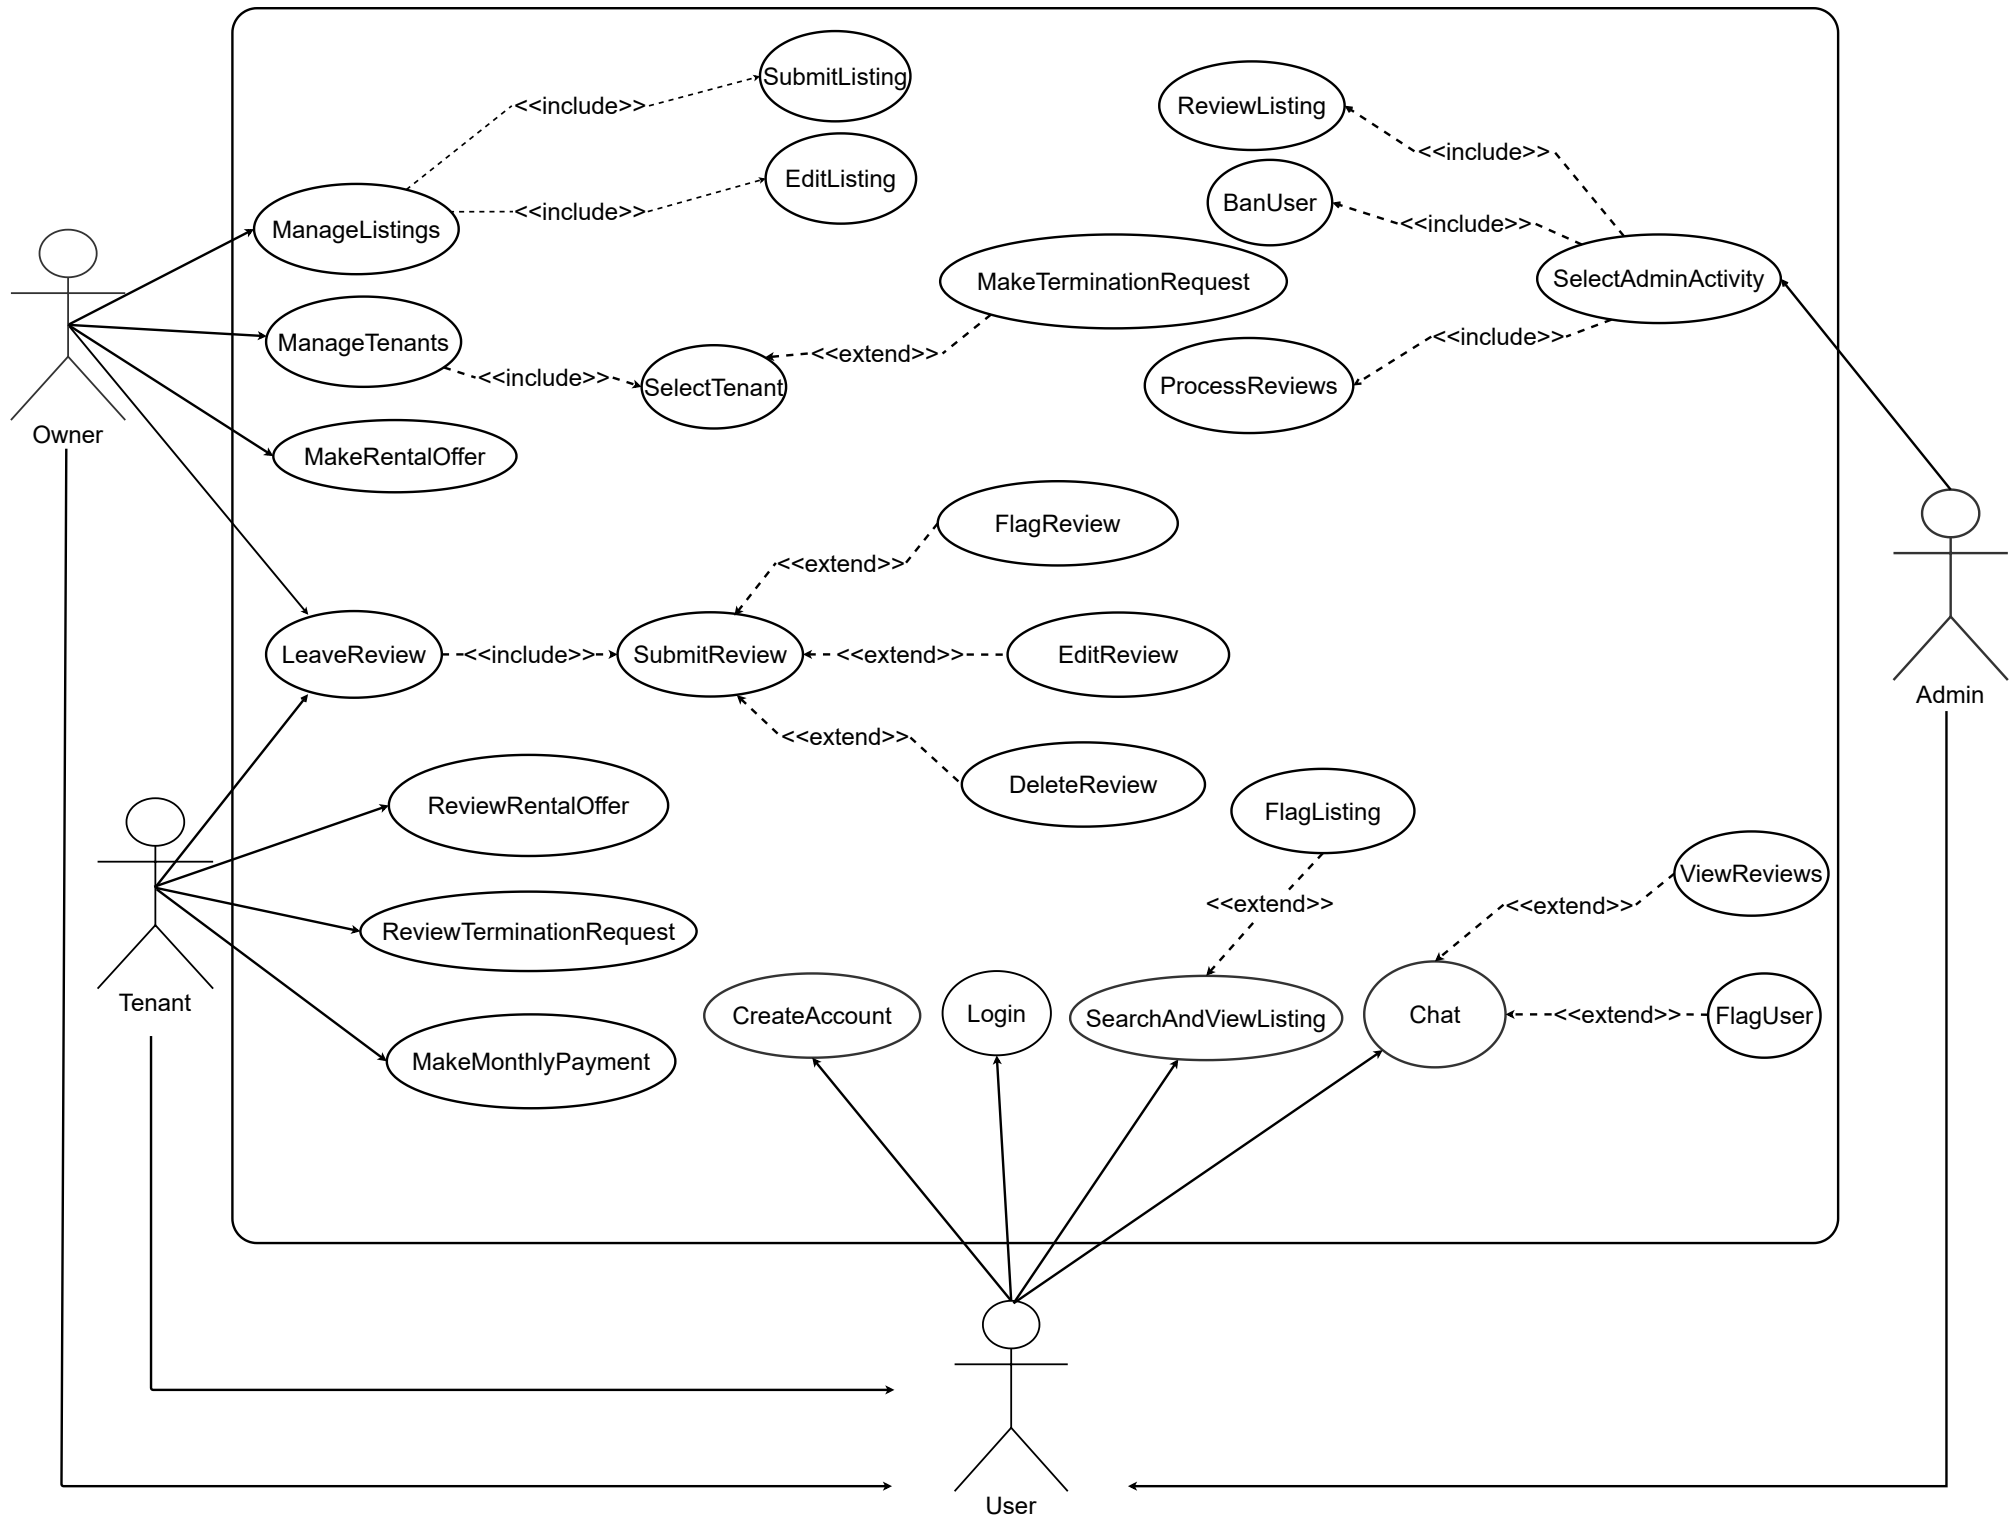 SubmitListing
<<include>>
ReviewListing
<<include>>
EditListing
<<include>>
BanUser
<<include>>
ManageListings
MakeTerminationRequest
SelectAdminActivity
<<include>>
ManageTenants
<<extend>>
<<include>>
SelectTenant
ProcessReviews
Owner
MakeRentalOffer
FlagReview
<<extend>>
LeaveReview
<<include>>
SubmitReview
<<extend>>
EditReview
Admin
<<extend>>
DeleteReview
ReviewRentalOffer
FlagListing
ViewReviews
<<extend>>
<<extend>>
ReviewTerminationRequest
Tenant
CreateAccount
Login
SearchAndViewListing
Chat
<<extend>>
FlagUser
MakeMonthlyPayment
User